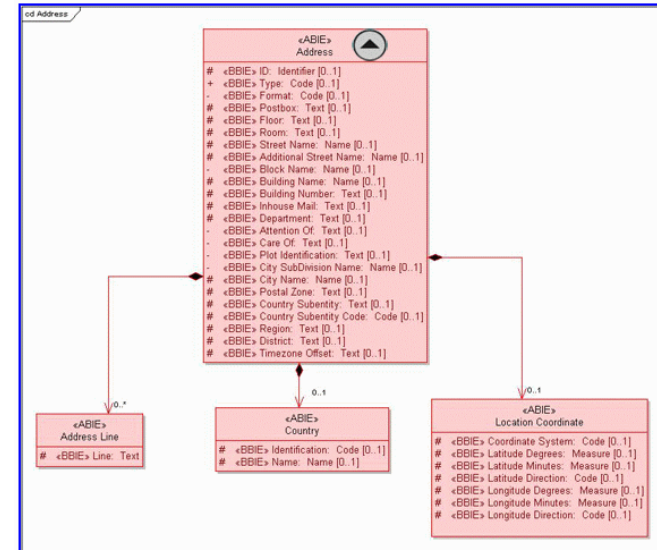 cd Address
«ABIE»
Address
# «BBIE» ID: Identifier [0..1]
+ «BBIE» Type: Code [0..1]
- «BBIE» Format: Code [0..1]
# «BBIE» Postbox: Text [0..1]
# «BBIE» Floor: Text [0..1]
# «BBIE» Room: Text [0..1]
# «BBIE» Street Name: Name [0..1]
# «BBIE» Additional Street Name: Name [0..1]
- «BBIE» Block Name: Name [0..1]
# «BBIE» Building Name: Name [0..1]
# «BBIE» Building Number: Text [0..1]
# «BBIE» Inhouse Mail: Text [0..1]
# «BBIE» Department: Text [0..1]
- «BBIE» Attention Of: Text [0..1]
- «BBIE» Care Of: Text [0..1]
- «BBIE» Plot Identification: Text [0..1]
- «BBIE» City SubDivision Name: Name [0..1]
# «BBIE» City Name: Name [0..1]
# «BBIE» Postal Zone: Text [0..1]
# «BBIE» Country Subentity: Text [0..1]
# «BBIE» Country Subentity Code: Code [0..1]
# «BBIE» Region: Text [0..1]
# «BBIE» District: Text [0..1]
# «BBIE» Timezone Offset: Text [0..1]
0..*
0..1
0..1
«ABIE»
Address Line
# «BBIE» Line: Text
«ABIE»
Country
# «BBIE» Identification: Code [0..1]
# «BBIE» Name: Name [0..1]
«ABIE»
Location Coordinate
# «BBIE» Coordinate System: Code [0..1]
# «BBIE» Latitude Degrees: Measure [0..1]
# «BBIE» Latitude Minutes: Measure [0..1]
# «BBIE» Latitude Direction: Code [0..1]
# «BBIE» Longitude Degrees: Measure [0..1]
# «BBIE» Longitude Minutes: Measure [0..1]
# «BBIE» Longitude Direction: Code [0..1]